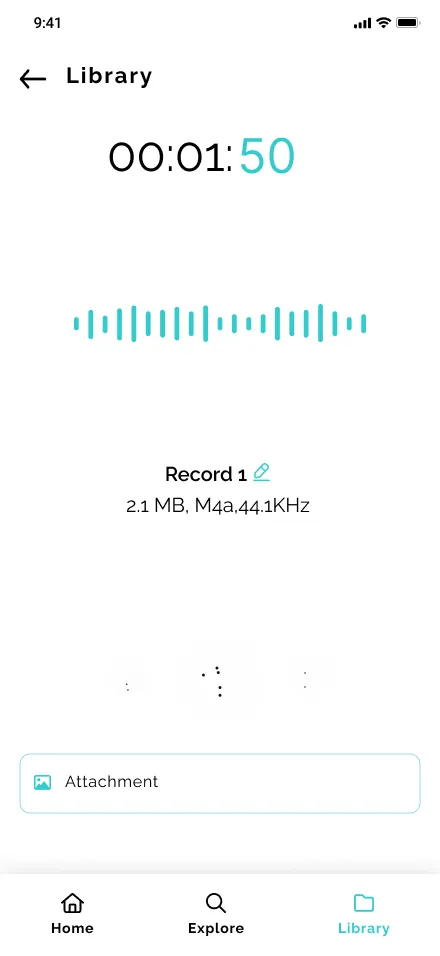 9:41
Library
00:01:50
Record 1
2.1 MB, M4a,44.1KHz
Attachment
Home
Explore
Library